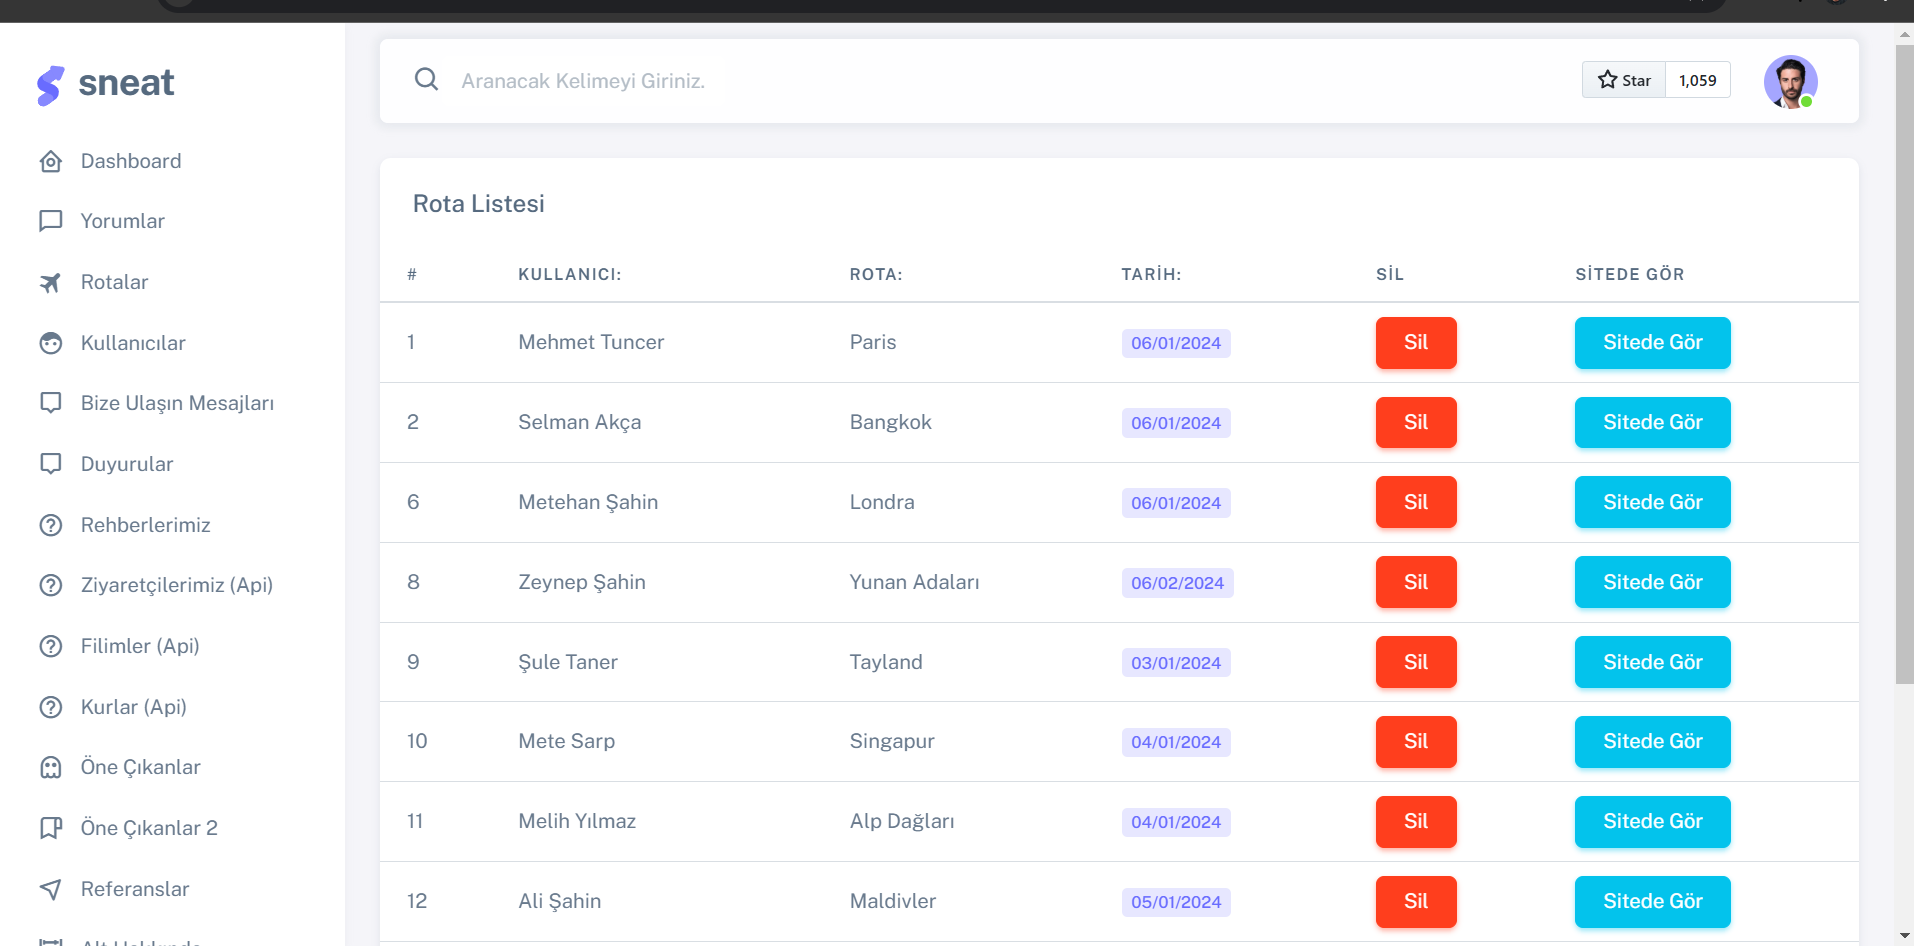 sneat
Aranacak Kelimeyi Giriniz.
Star 1,059
Dashboard
Yorumlar
Rotalar
Kullanıcılar
Bize Ulaşın Mesajları
Duyurular
Rehberlerimiz
Ziyaretçilerimiz (Api)
Filimler (Api)
Kurlar (Api)
Öne Çıkanlar
Öne Çıkanlar 2
Referanslar
Rota Listesi
# KULLANICI: ROTA: TARİH: SİL SİTEDE GÖR
1 Mehmet Tuncer Paris 06/01/2024 Sil Sitede Gör
2 Selman Akça Bangkok 06/01/2024 Sil Sitede Gör
6 Metehan Şahin Londra 06/01/2024 Sil Sitede Gör
8 Zeynep Şahin Yunan Adaları 06/02/2024 Sil Sitede Gör
9 Şule Taner Tayland 03/01/2024 Sil Sitede Gör
10 Mete Sarp Singapur 04/01/2024 Sil Sitede Gör
11 Melih Yılmaz Alp Dağları 04/01/2024 Sil Sitede Gör
12 Ali Şahin Maldivler 05/01/2024 Sil Sitede Gör